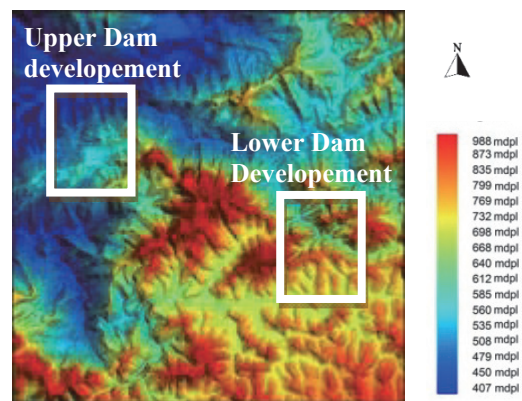 Upper Dam
developement
Lower Dam
Developement
N
988 mdpl
873 mdpl
835 mdpl
799 mdpl
769 mdpl
732 mdpl
698 mdpl
668 mdpl
640 mdpl
612 mdpl
585 mdpl
560 mdpl
535 mdpl
508 mdpl
479 mdpl
450 mdpl
407 mdpl